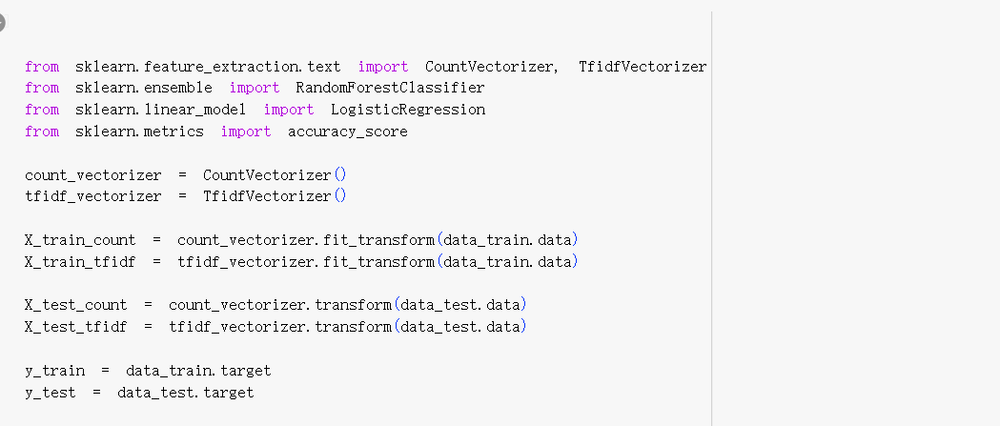 from sklearn.feature_extraction.text import CountVectorizer, TfidfVectorizer
from sklearn.ensemble import RandomForestClassifier
from sklearn.linear_model import LogisticRegression
from sklearn.metrics import accuracy_score
count_vectorizer = CountVectorizer()
tfidf_vectorizer = TfidfVectorizer()
X_train_count = count_vectorizer.fit_transform(data_train.data)
X_train_tfidf = tfidf_vectorizer.fit_transform(data_train.data)
X_test_count = count_vectorizer.transform(data_test.data)
X_test_tfidf = tfidf_vectorizer.transform(data_test.data)
y_train = data_train.target
y_test = data_test.target